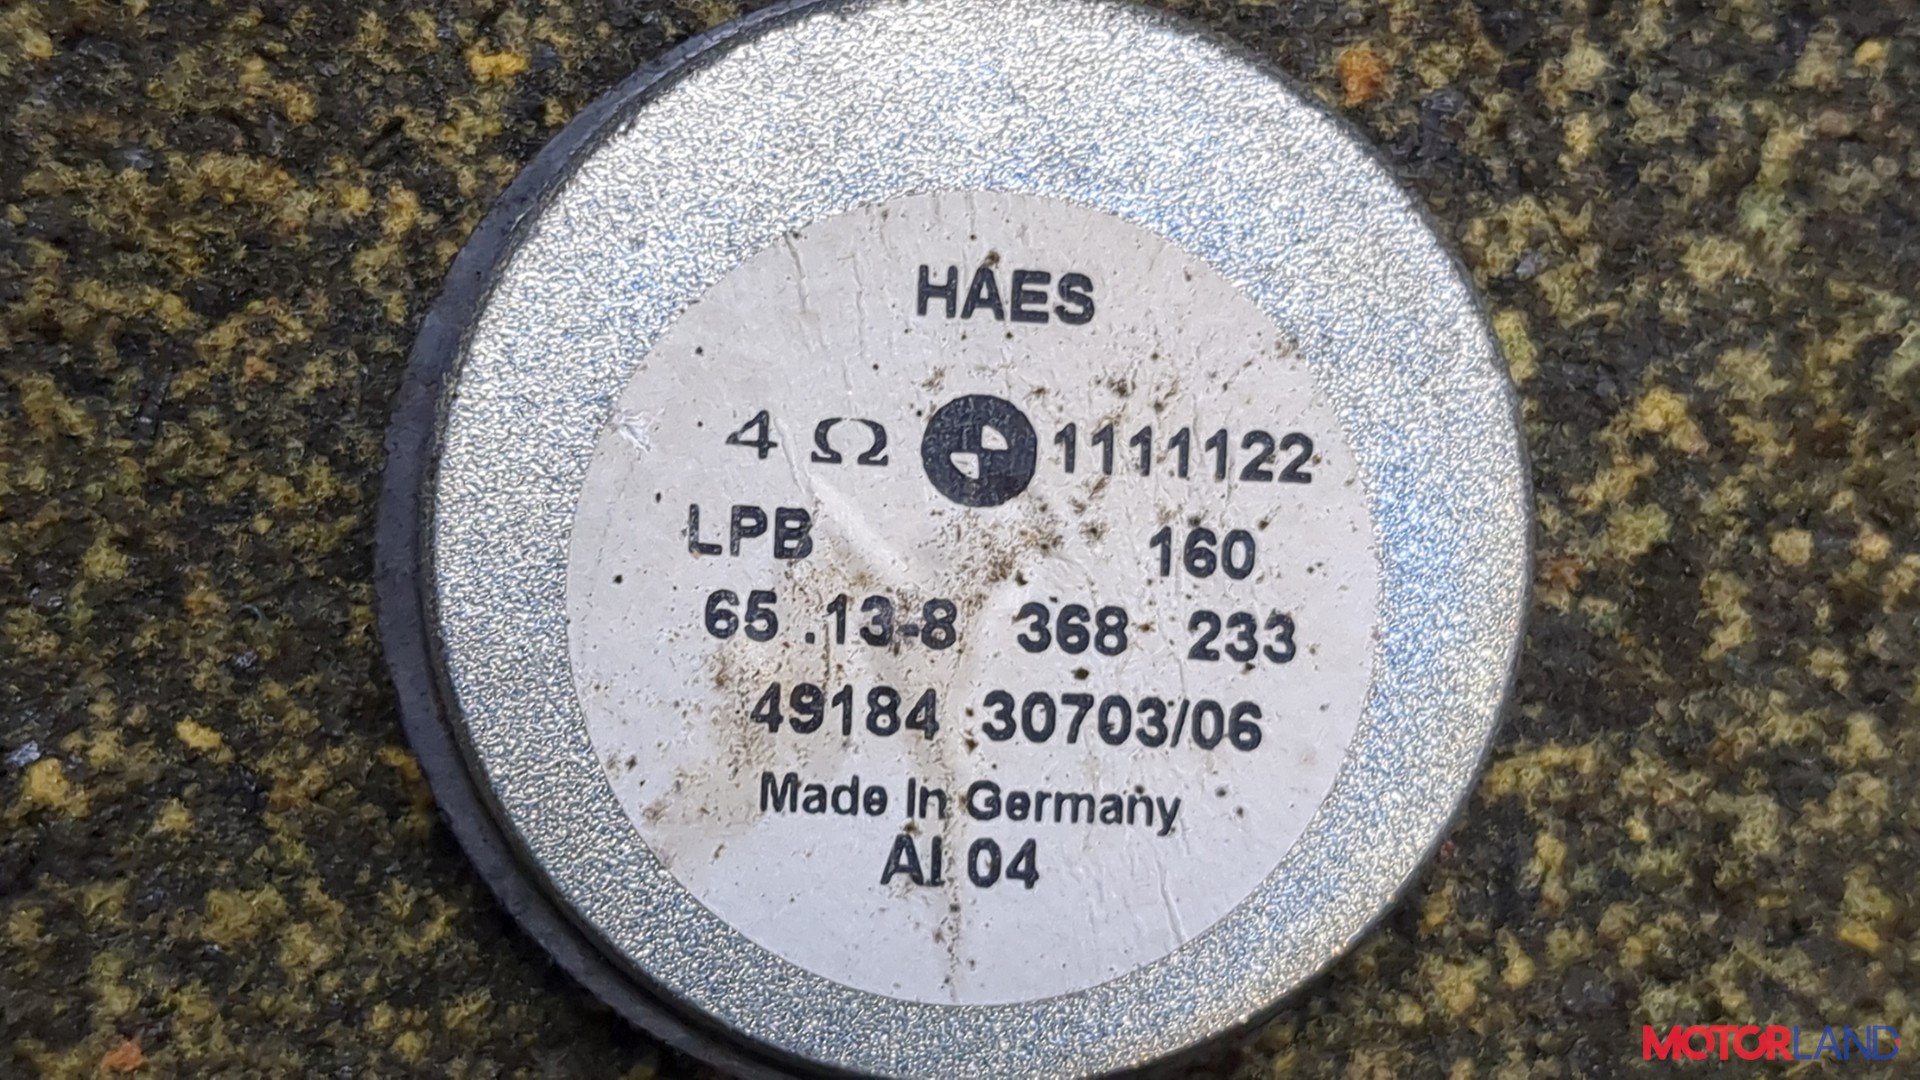 HAES
4 Ω 1111122
LPB 160
65 .13-8 368 233
49184 30703/06
Made In Germany
AI 04
MOTORLAND